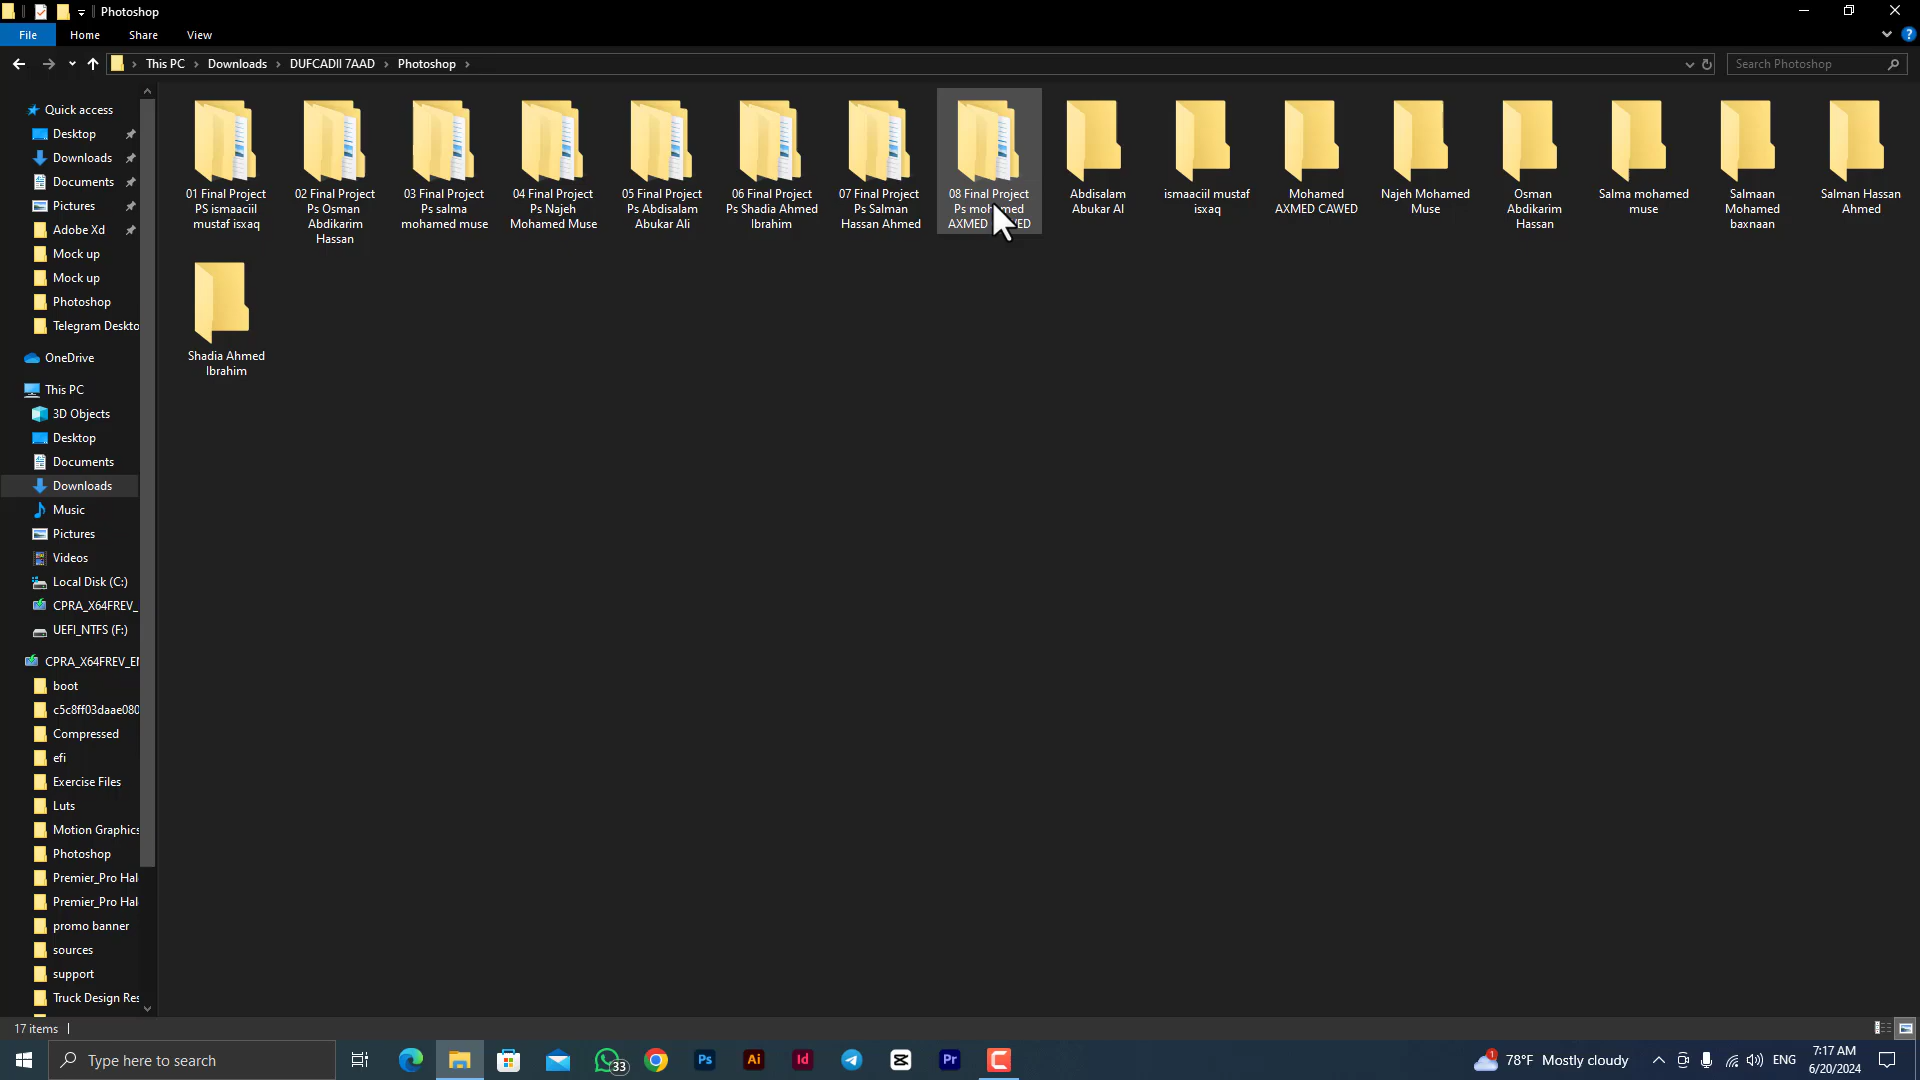 Photoshop
File Home Share View
This PC Downloads DUFCADII 7AAD Photoshop
Search Photoshop
Quick access
Desktop
Downloads
Documents
Pictures
Adobe Xd
Mock up
Mock up
Photoshop
Telegram Deskto
OneDrive
This PC
3D Objects
Desktop
Documents
Downloads
Music
Pictures
Videos
Local Disk (C:)
CPRA_X64FREV_
UEFI_NTFS (F:)
CPRA_X64FREV_EN
boot
c5c8ff03daae080
Compressed
efi
Exercise Files
Luts
Motion Graphics
Photoshop
Premier_Pro Hal
Premier_Pro Hal
promo banner
sources
support
Truck Design Res
01 Final Project
PS ismaaciil
mustaf isxaq
02 Final Project
Ps Osman
Abdikarim
Hassan
03 Final Project
Ps salma
mohamed muse
04 Final Project
Ps Najeh
Mohamed Muse
05 Final Project
Ps Abdisalam
Abukar Ali
06 Final Project
Ps Shadia Ahmed
Ibrahim
07 Final Project
Ps Salman
Hassan Ahmed
08 Final Project
Ps mohamed
AXMED
Abdisalam
Abukar Al
ismaaciil mustaf
isxaq
Mohamed
AXMED CAWED
Najeh Mohamed
Muse
Osman
Abdikarim
Hassan
Salma mohamed
muse
Salmaan
Mohamed
baxnaan
Salman Hassan
Ahmed
Shadia Ahmed
Ibrahim
17 items
Type here to search
33
Ps
Ai
Id
Pr
1
78°F Mostly cloudy
ENG
7:17 AM
6/20/2024